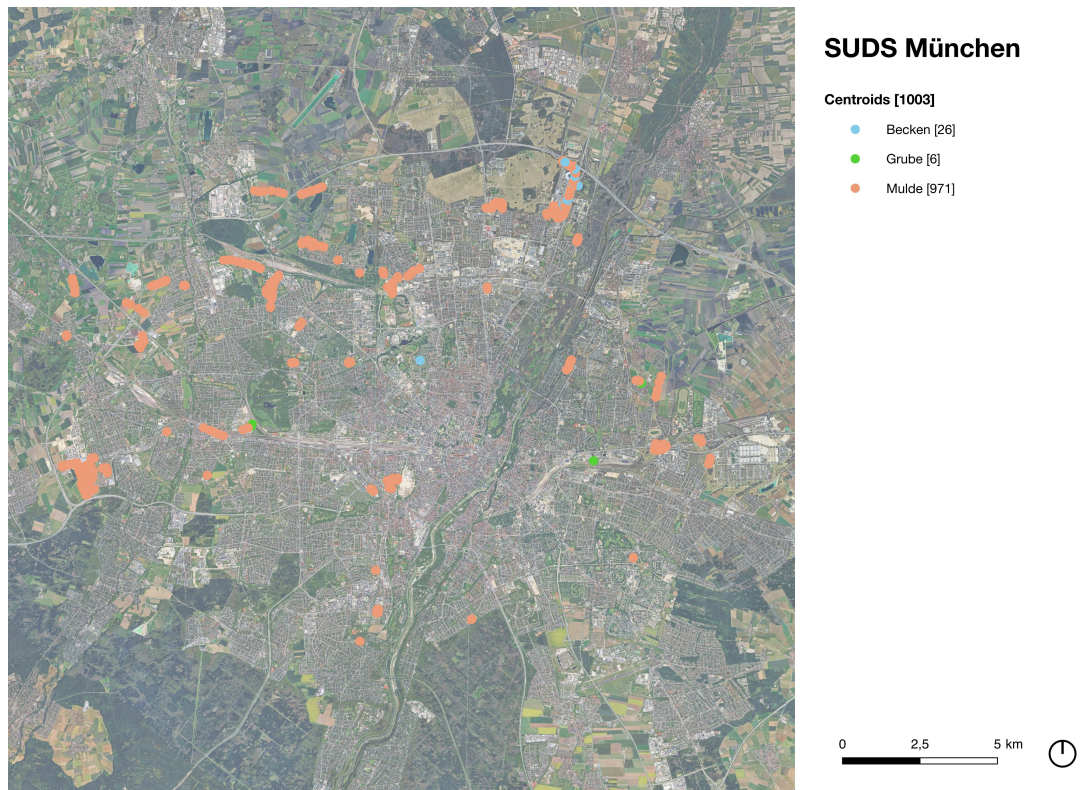 SUDS München
Centroids [1003]
Becken [26]
Grube [6]
Mulde [971]
0 2,5 5 km